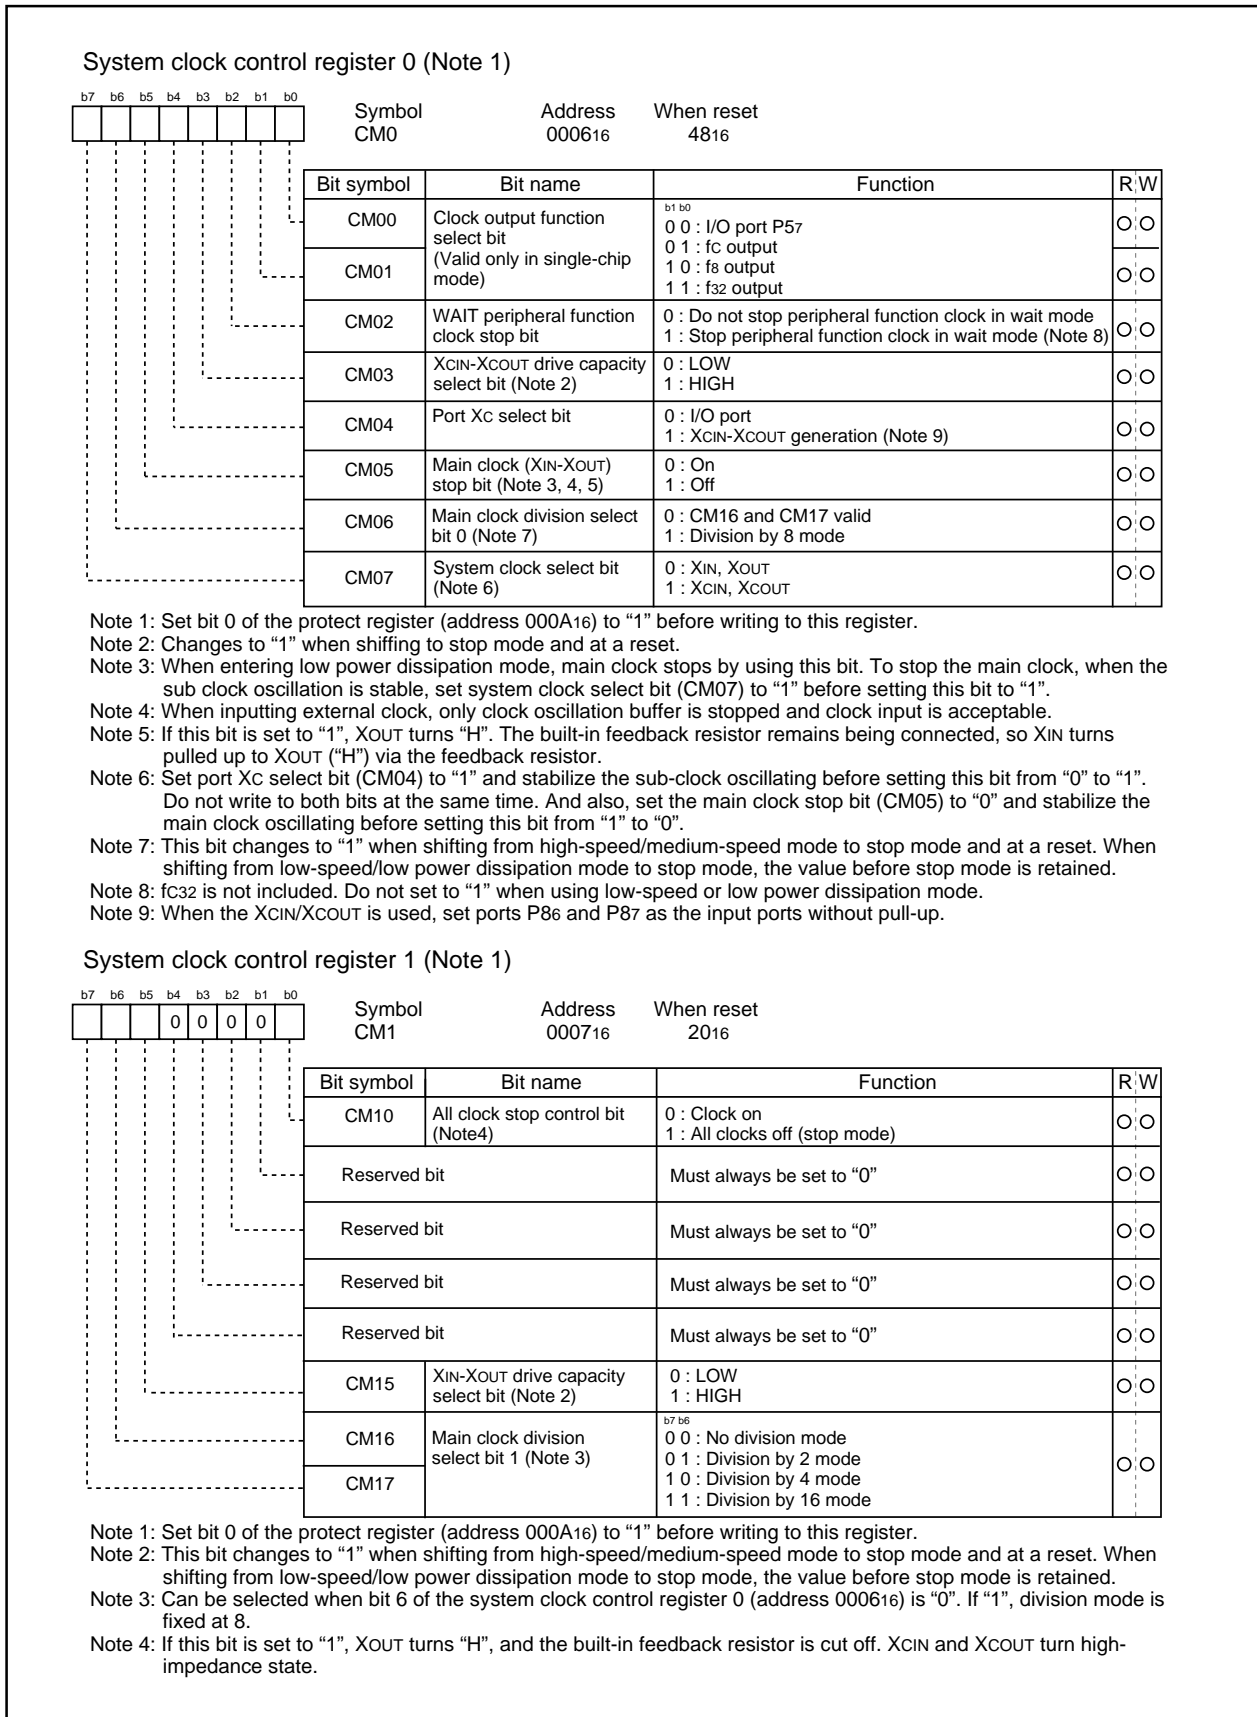 System clock control register 0 (Note 1)
b7 b6 b5 b4 b3 b2 b1 b0
Symbol Address When reset
CM0 000616 4816
Bit symbol Bit name Function R W
CM00 Clock output function select bit (Valid only in single-chip mode)
b1 b0
0 0 : I/O port P57
0 1 : fC output
1 0 : f8 output
1 1 : f32 output
CM01
CM02 WAIT peripheral function clock stop bit
0 : Do not stop peripheral function clock in wait mode
1 : Stop peripheral function clock in wait mode (Note 8)
CM03 XCIN-XCOUT drive capacity select bit (Note 2)
0 : LOW
1 : HIGH
CM04 Port XC select bit
0 : I/O port
1 : XCIN-XCOUT generation (Note 9)
CM05 Main clock (XIN-XOUT) stop bit (Note 3, 4, 5)
0 : On
1 : Off
CM06 Main clock division select bit 0 (Note 7)
0 : CM16 and CM17 valid
1 : Division by 8 mode
CM07 System clock select bit (Note 6)
0 : XIN, XOUT
1 : XCIN, XCOUT
Note 1: Set bit 0 of the protect register (address 000A16) to “1” before writing to this register.
Note 2: Changes to “1” when shiffing to stop mode and at a reset.
Note 3: When entering low power dissipation mode, main clock stops by using this bit. To stop the main clock, when the
sub clock oscillation is stable, set system clock select bit (CM07) to “1” before setting this bit to “1”.
Note 4: When inputting external clock, only clock oscillation buffer is stopped and clock input is acceptable.
Note 5: If this bit is set to “1”, XOUT turns “H”. The built-in feedback resistor remains being connected, so XIN turns
pulled up to XOUT (“H”) via the feedback resistor.
Note 6: Set port XC select bit (CM04) to “1” and stabilize the sub-clock oscillating before setting this bit from “0” to “1”.
Do not write to both bits at the same time. And also, set the main clock stop bit (CM05) to “0” and stabilize the
main clock oscillating before setting this bit from “1” to “0”.
Note 7: This bit changes to “1” when shifting from high-speed/medium-speed mode to stop mode and at a reset. When
shifting from low-speed/low power dissipation mode to stop mode, the value before stop mode is retained.
Note 8: fC32 is not included. Do not set to “1” when using low-speed or low power dissipation mode.
Note 9: When the XCIN/XCOUT is used, set ports P86 and P87 as the input ports without pull-up.
System clock control register 1 (Note 1)
b7 b6 b5 b4 b3 b2 b1 b0
0 0 0 0
Symbol Address When reset
CM1 000716 2016
Bit symbol Bit name Function R W
CM10 All clock stop control bit (Note4)
0 : Clock on
1 : All clocks off (stop mode)
Reserved bit Must always be set to “0”
Reserved bit Must always be set to “0”
Reserved bit Must always be set to “0”
Reserved bit Must always be set to “0”
CM15 XIN-XOUT drive capacity select bit (Note 2)
0 : LOW
1 : HIGH
CM16 Main clock division select bit 1 (Note 3)
b7 b6
0 0 : No division mode
0 1 : Division by 2 mode
1 0 : Division by 4 mode
1 1 : Division by 16 mode
CM17
Note 1: Set bit 0 of the protect register (address 000A16) to “1” before writing to this register.
Note 2: This bit changes to “1” when shifting from high-speed/medium-speed mode to stop mode and at a reset. When
shifting from low-speed/low power dissipation mode to stop mode, the value before stop mode is retained.
Note 3: Can be selected when bit 6 of the system clock control register 0 (address 000616) is “0”. If “1”, division mode is
fixed at 8.
Note 4: If this bit is set to “1”, XOUT turns “H”, and the built-in feedback resistor is cut off. XCIN and XCOUT turn high-
impedance state.